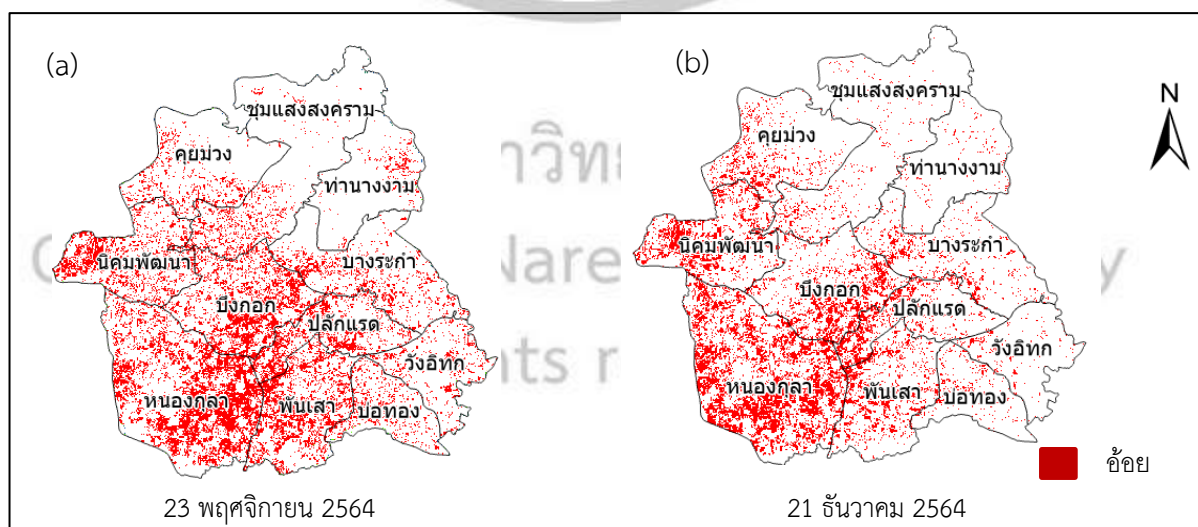 (a)
ชุมแสงสงคราม
คุยม่วง
ท่านางงาม
นิคมพัฒนา
บางระกำ
บึงกอก
ปลักแรด
วังอิทก
หนองกุลา
พันเสา
บ่อทอง
23 พฤศจิกายน 2564
(b)
ชุมแสงสงคราม
คุยม่วง
ท่านางงาม
นิคมพัฒนา
บางระกำ
บึงกอก
ปลักแรด
วังอิทก
หนองกุลา
พันเสา
บ่อทอง
21 ธันวาคม 2564
N
อ้อย